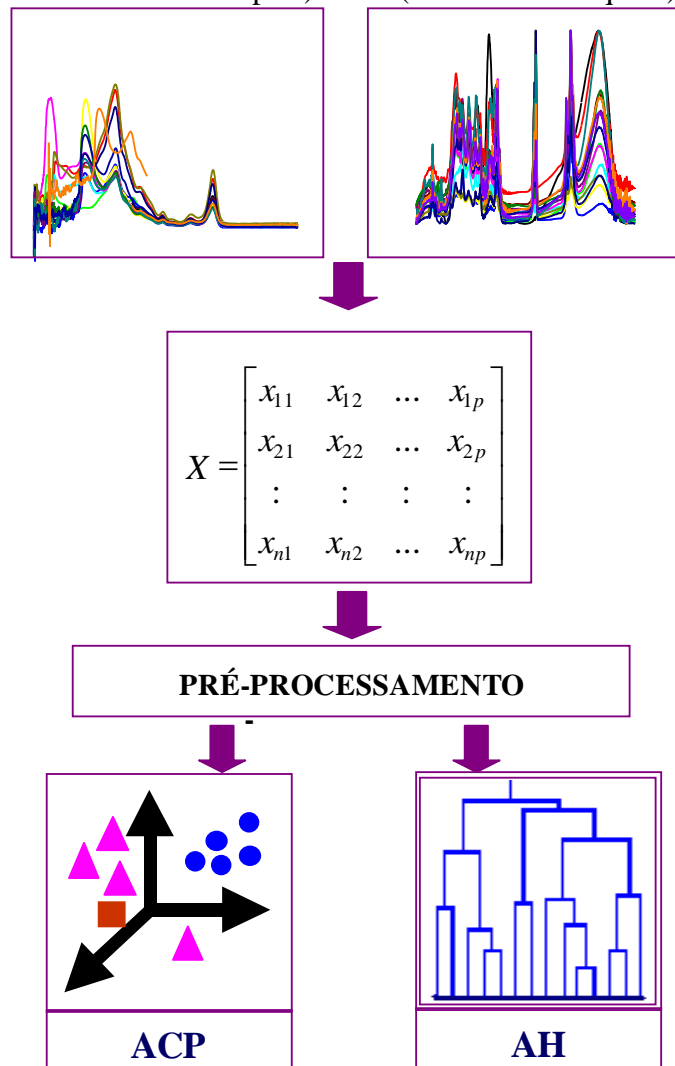 X = [ x₁₁ x₁₂ ... x₁ₚ
x₂₁ x₂₂ ... x₂ₚ
: : : :
xₙ₁ xₙ₂ ... xₙₚ ]
PRÉ-PROCESSAMENTO
-
ACP
AH